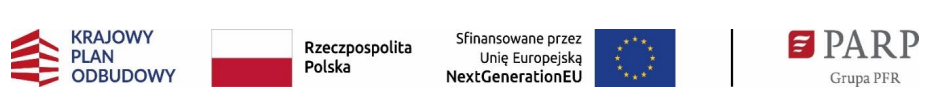 KRAJOWY
PLAN
ODBUDOWY
Rzeczpospolita
Polska
Sfinansowane przez
Unię Europejską
NextGenerationEU
PARP
Grupa PFR